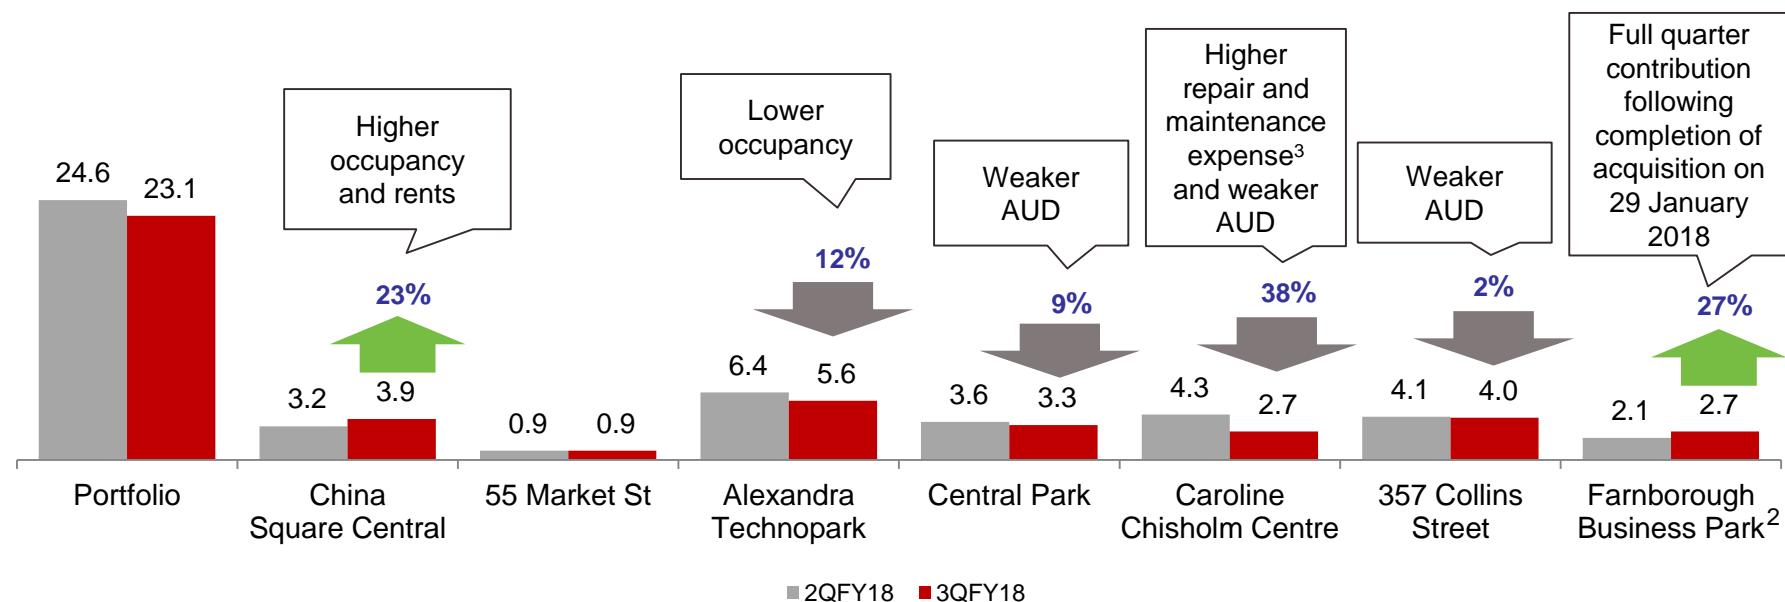 Higher
occupancy
and rents
Lower
occupancy
Weaker
AUD
Higher
repair and
maintenance
expense³
and weaker
AUD
Weaker
AUD
Full quarter
contribution
following
completion of
acquisition on
29 January
2018
23%
12%
9%
38%
2%
27%
24.6
23.1
3.2
3.9
0.9
0.9
6.4
5.6
3.6
3.3
4.3
2.7
4.1
4.0
2.1
2.7
Portfolio
China
Square Central
55 Market St
Alexandra
Technopark
Central Park
Caroline
Chisholm Centre
357 Collins
Street
Farnborough
Business Park²
2QFY18
3QFY18